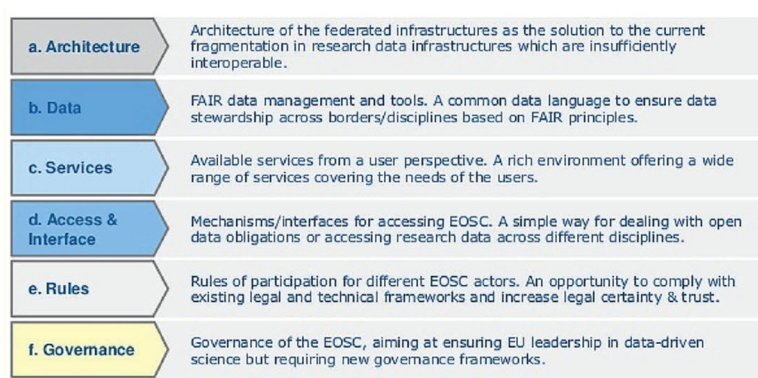 a. Architecture
Architecture of the federated infrastructures as the solution to the current
fragmentation in research data infrastructures which are insufficiently
interoperable.
b. Data
FAIR data management and tools. A common data language to ensure data
stewardship across borders/disciplines based on FAIR principles.
c. Services
Available services from a user perspective. A rich environment offering a wide
range of services covering the needs of the users.
d. Access &
Interface
Mechanisms/interfaces for accessing EOSC. A simple way for dealing with open
data obligations or accessing research data across different disciplines.
e. Rules
Rules of participation for different EOSC actors. An opportunity to comply with
existing legal and technical frameworks and increase legal certainty & trust.
f. Governance
Governance of the EOSC, aiming at ensuring EU leadership in data-driven
science but requiring new governance frameworks.